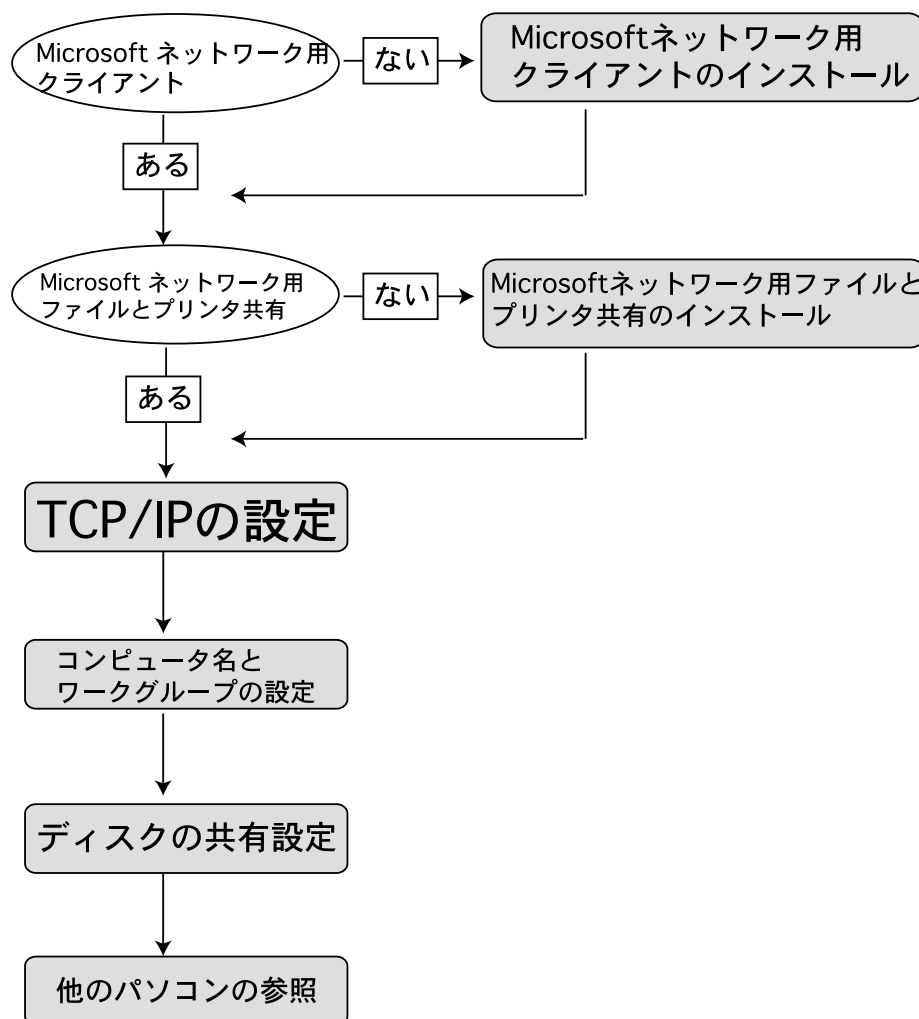 Microsoft ネットワーク用
クライアント
ない
Microsoftネットワーク用
クライアントのインストール
ある
Microsoft ネットワーク用
ファイルとプリンタ共有
ない
Microsoftネットワーク用ファイルと
プリンタ共有のインストール
ある
TCP/IPの設定
コンピュータ名と
ワークグループの設定
ディスクの共有設定
他のパソコンの参照